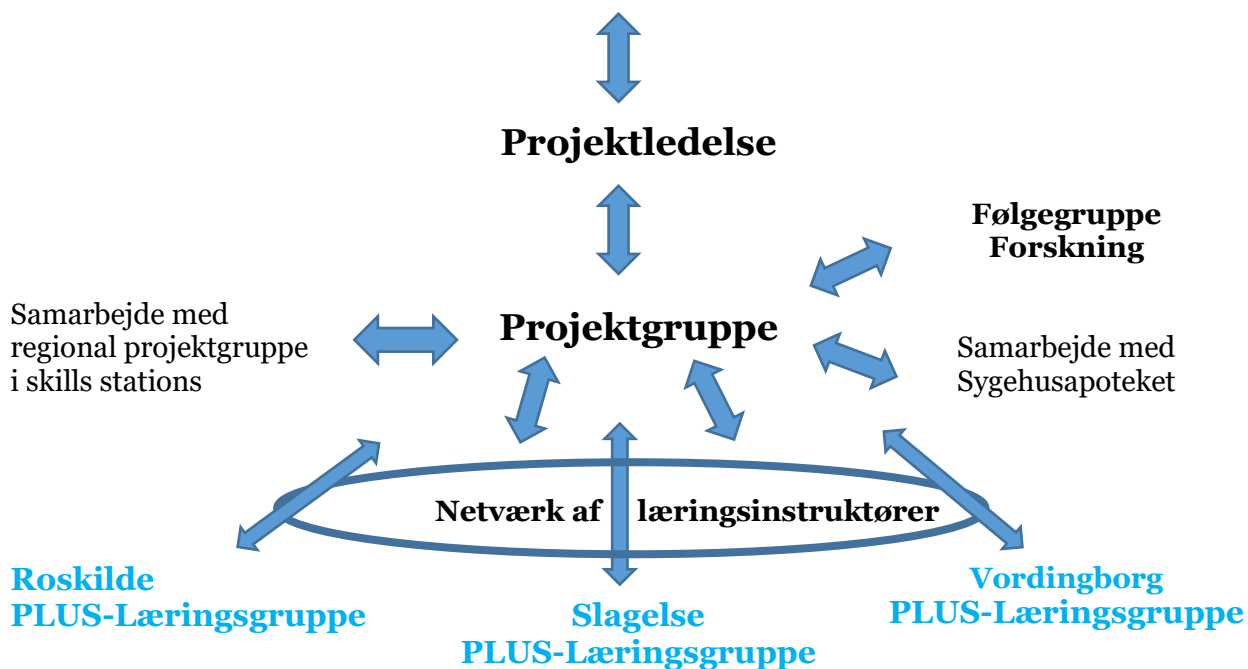 Projektledelse
Følgegruppe
Forskning
Samarbejde med
regional projektgruppe
i skills stations
Projektgruppe
Samarbejde med
Sygehusapoteket
Netværk af læringsinstruktører
Roskilde
PLUS-Læringsgruppe
Slagelse
PLUS-Læringsgruppe
Vordingborg
PLUS-Læringsgruppe